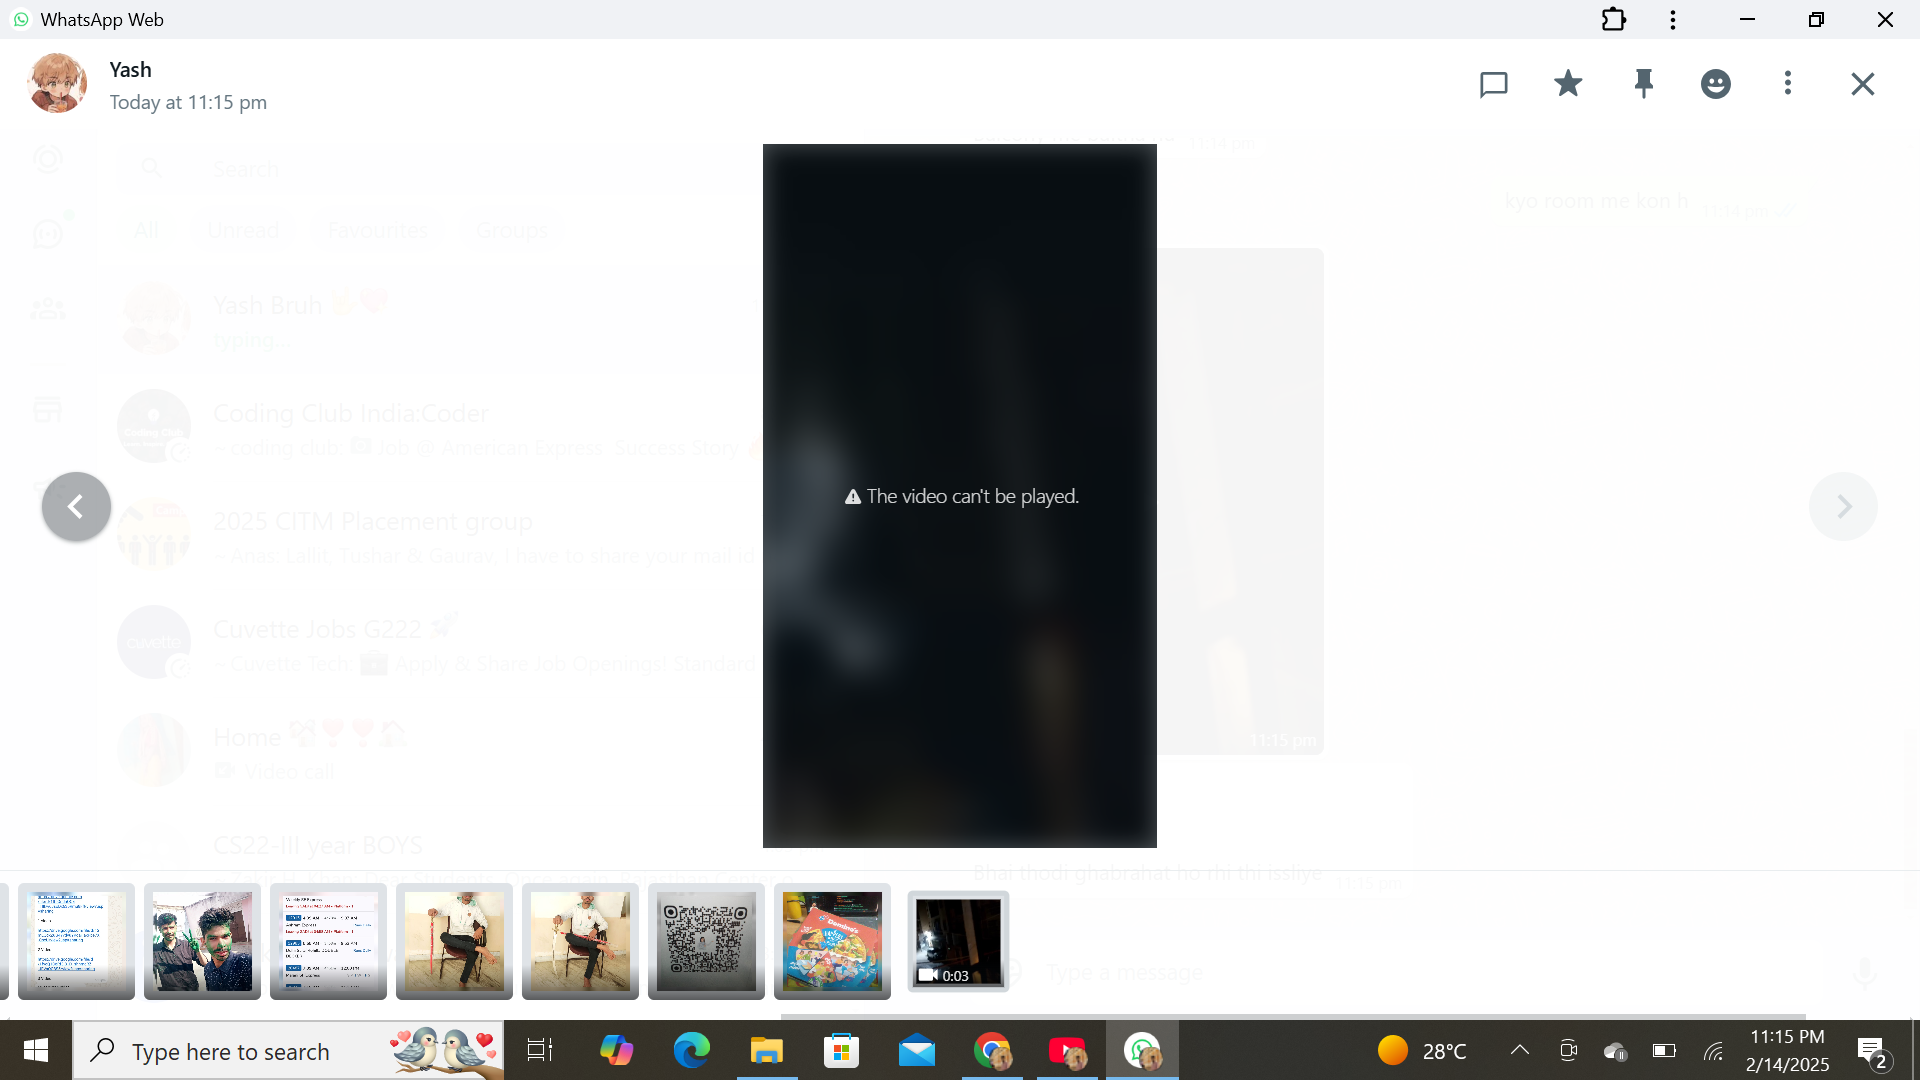 WhatsApp Web
Yash
Today at 11:15 pm
11:14 pm
Search
kyo room me kon h
All
Unread
Favourites
Groups
Yash Bruh
typing...
Coding Club India:Coder
~ coding club: Job @ American Express Success Story
The video can't be played.
2025 CITM Placement group
~ Anas: Lallit, Tushar & Gaurav, I have to share your mail id
Cuvette Jobs G222
cuvette
~ Cuvette Tech: Apply & Share Job Openings! Standard
11:15 pm
Home
Video call
CS22-III year BOYS
Bhai thodi ghabrahat ho rhi thi issliye
11:15 pm
0:03
Type a message
Type here to search
28°C
11:15 PM
2/14/2025
2